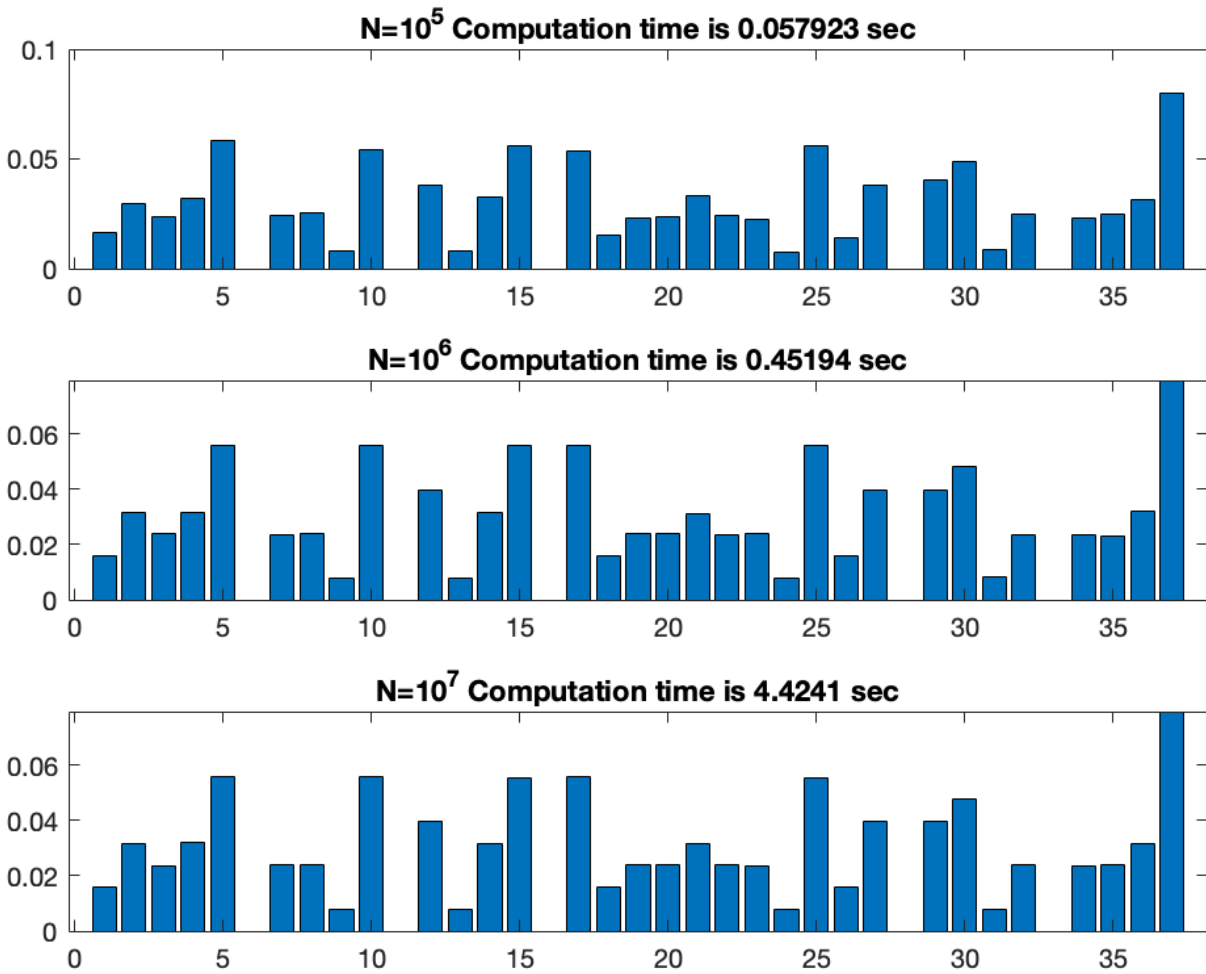 N=10^5 Computation time is 0.057923 sec
0.1
0.05
0
0 5 10 15 20 25 30 35
N=10^6 Computation time is 0.45194 sec
0.06
0.04
0.02
0
0 5 10 15 20 25 30 35
N=10^7 Computation time is 4.4241 sec
0.06
0.04
0.02
0
0 5 10 15 20 25 30 35